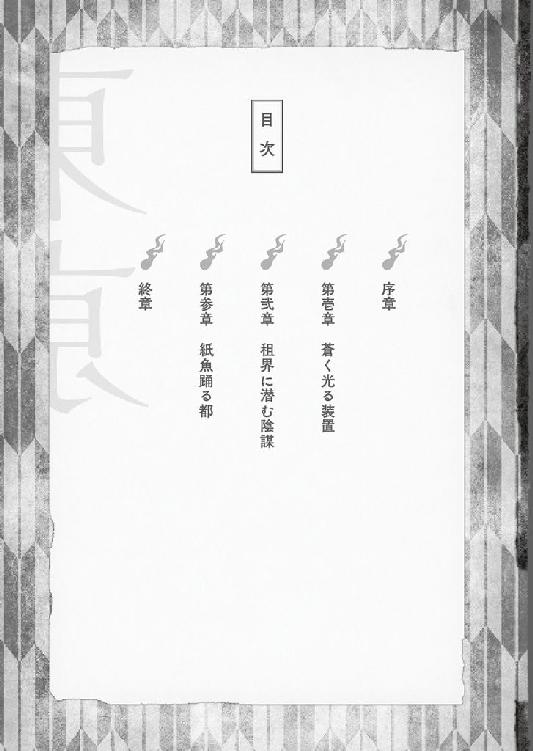 目次
序章
第壱章 蒼く光る装置
第弐章 租界に潜む陰謀
第参章 紙魚踊る都
終章